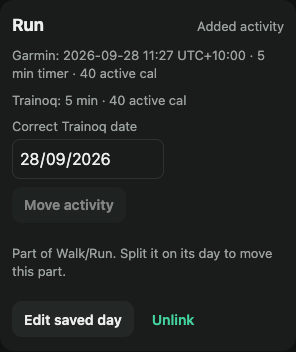 Run
Added activity
Garmin: 2026-09-28 11:27 UTC+10:00 · 5
min timer · 40 active cal
Trainoq: 5 min · 40 active cal
Correct Trainoq date
28/09/2026
Move activity
Part of Walk/Run. Split it on its day to move
this part.
Edit saved day
Unlink